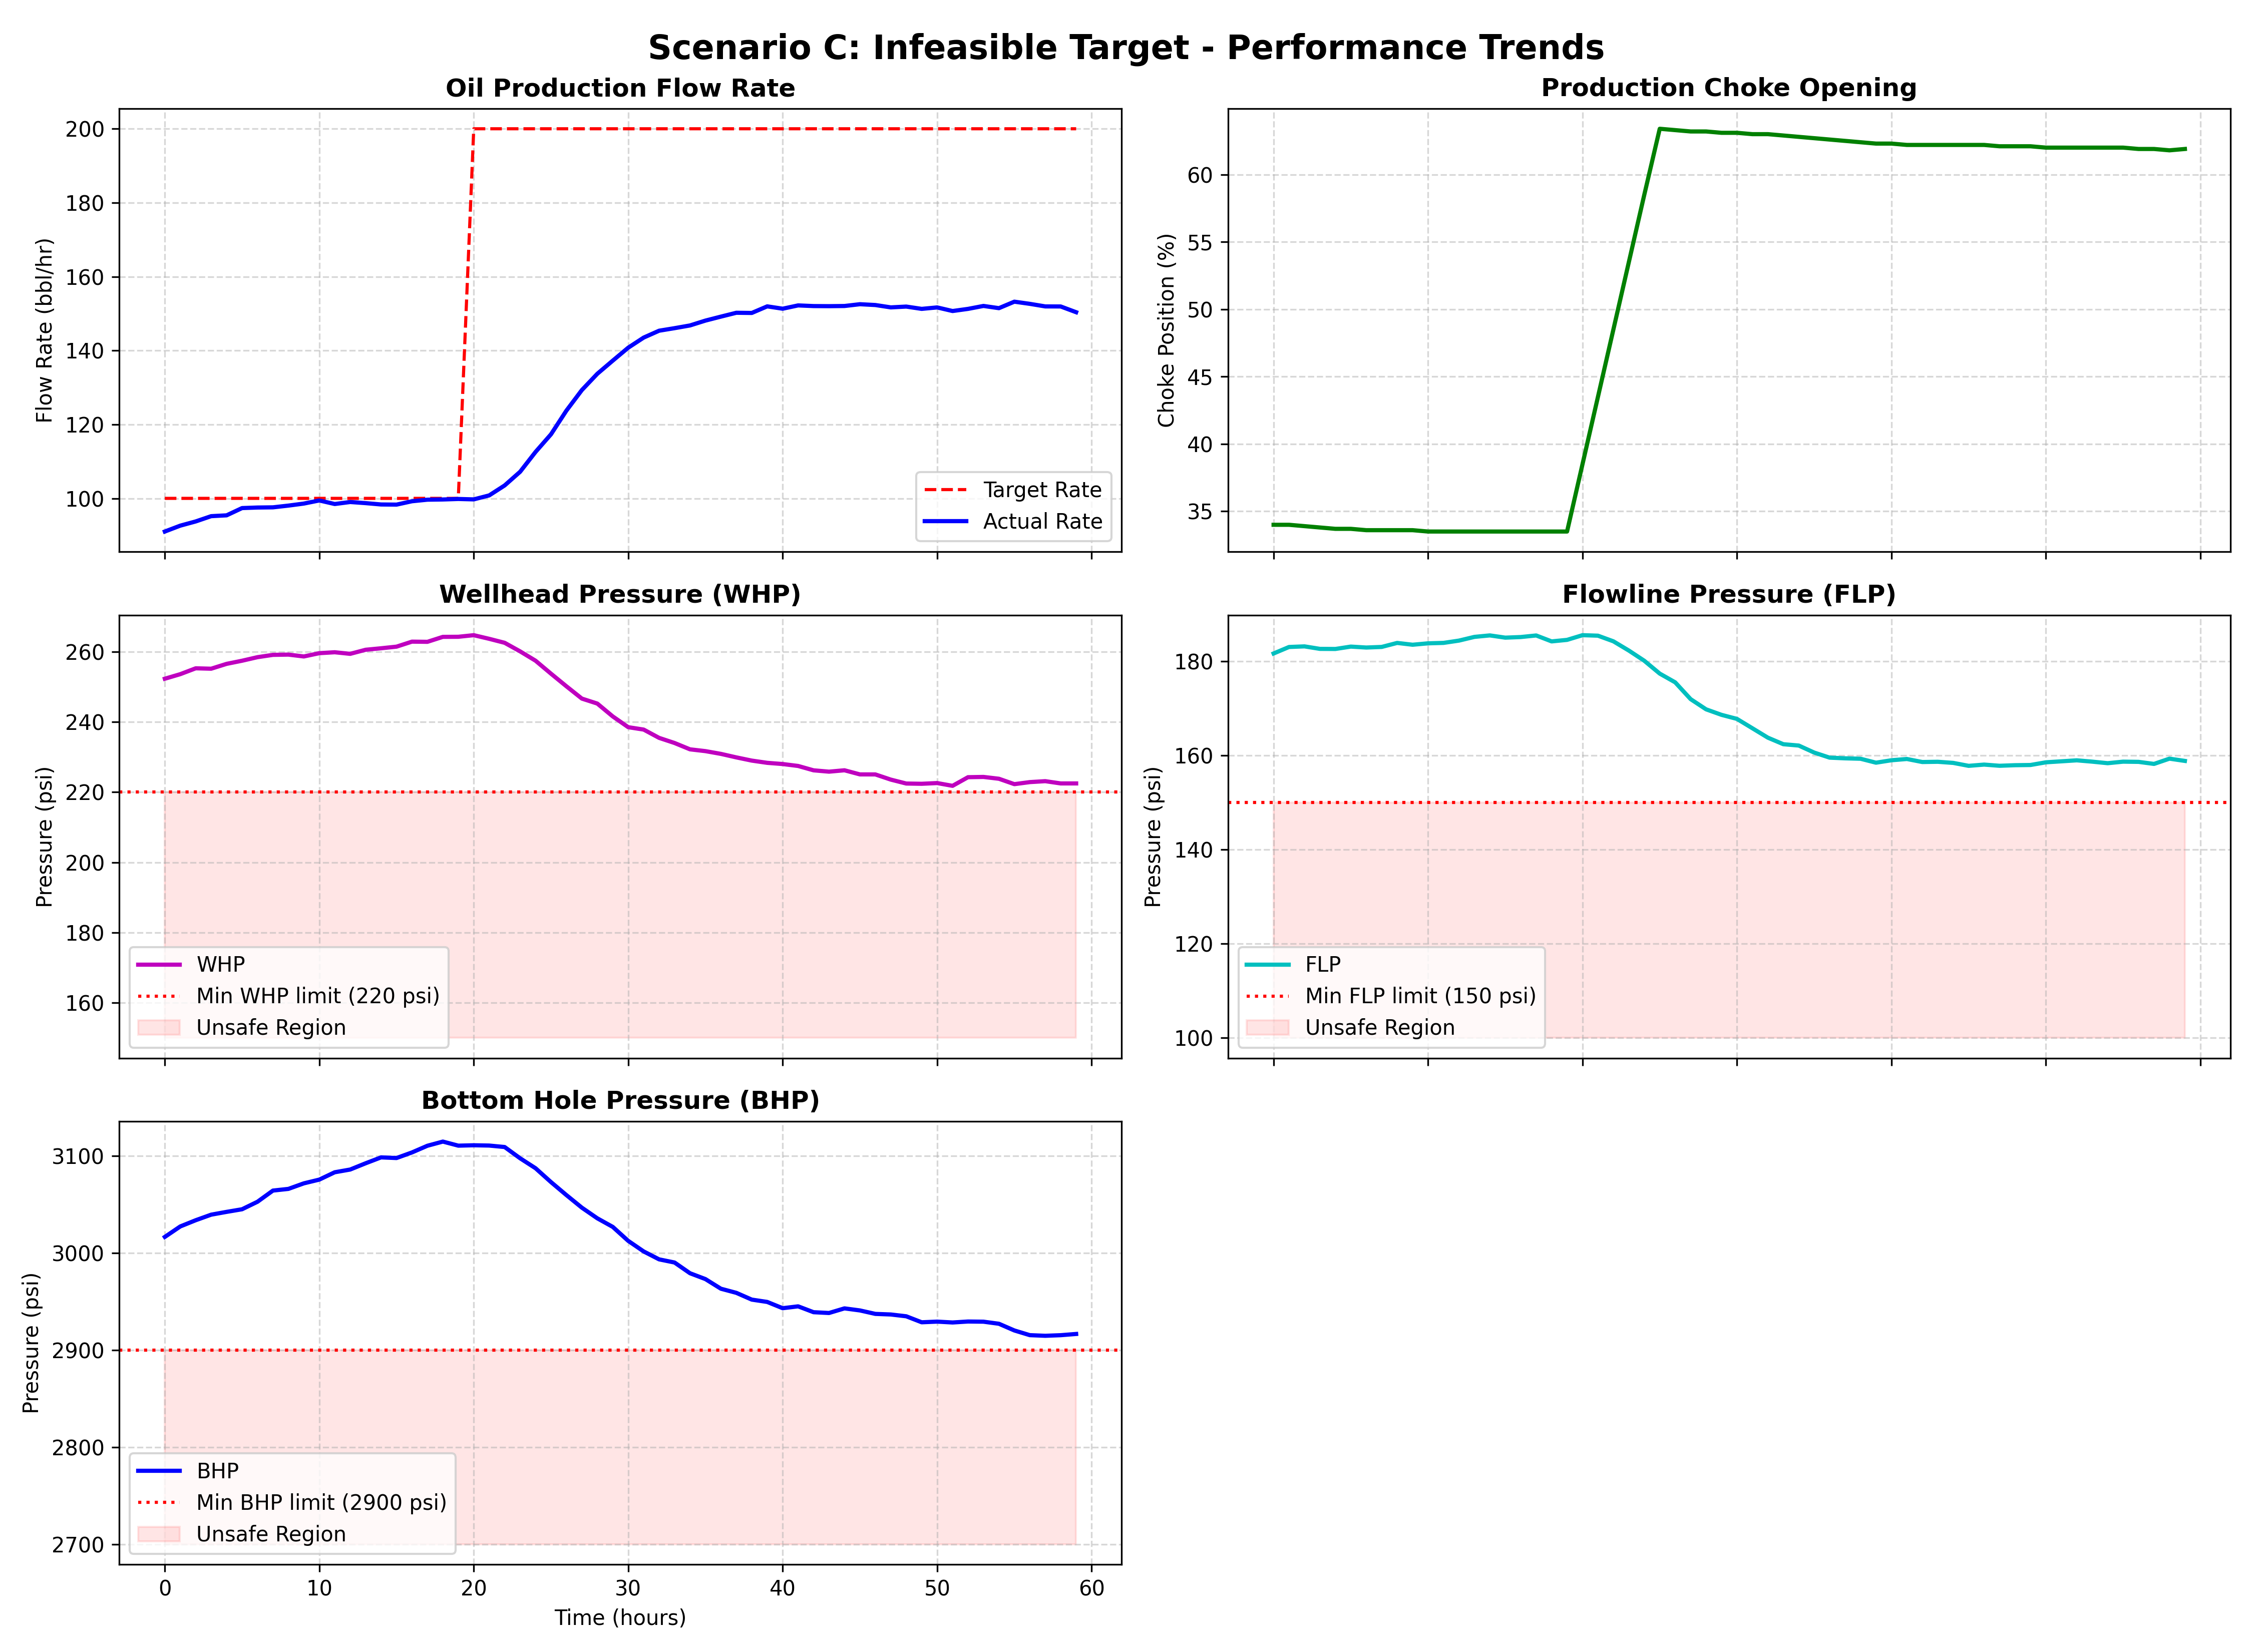 Scenario C: Infeasible Target - Performance Trends
Oil Production Flow Rate
Flow Rate (bbl/hr)
200
180
160
140
120
100
Target Rate
Actual Rate
Production Choke Opening
Choke Position (%)
60
55
50
45
40
35
Wellhead Pressure (WHP)
Pressure (psi)
260
240
220
200
180
160
WHP
Min WHP limit (220 psi)
Unsafe Region
Flowline Pressure (FLP)
Pressure (psi)
180
160
140
120
100
FLP
Min FLP limit (150 psi)
Unsafe Region
Bottom Hole Pressure (BHP)
Pressure (psi)
3100
3000
2900
2800
2700
BHP
Min BHP limit (2900 psi)
Unsafe Region
0 10 20 30 40 50 60
Time (hours)